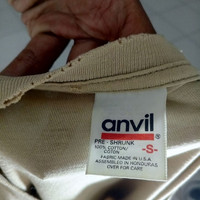 anvil®
PRE-SHRUNK
100% COTTON/
COTON
-S-
FABRIC MADE IN U.S.A.
ASSEMBLED IN HONDURAS
OVER FOR CARE